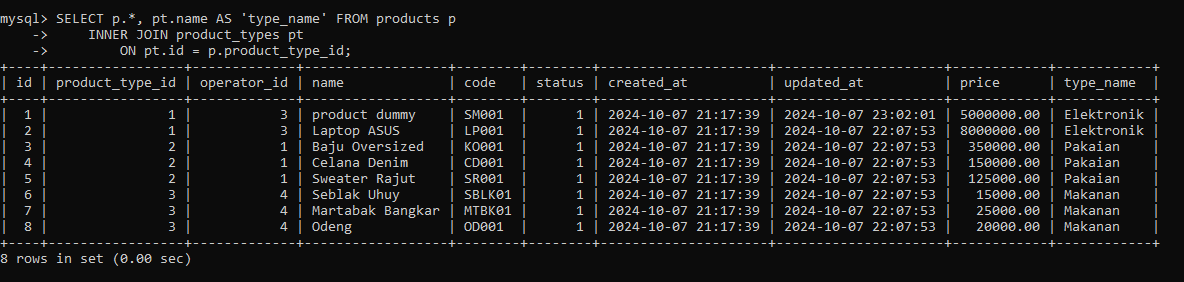 mysql> SELECT p.*, pt.name AS 'type_name' FROM products p
    ->     INNER JOIN product_types pt
    ->         ON pt.id = p.product_type_id;
+----+-----------------+-------------+------------------+--------+--------+---------------------+---------------------+------------+------------+
| id | product_type_id | operator_id | name             | code   | status | created_at          | updated_at          | price      | type_name  |
+----+-----------------+-------------+------------------+--------+--------+---------------------+---------------------+------------+------------+
|  1 |               1 |           3 | product dummy    | SM001  |      1 | 2024-10-07 21:17:39 | 2024-10-07 23:02:01 | 5000000.00 | Elektronik |
|  2 |               1 |           3 | Laptop ASUS      | LP001  |      1 | 2024-10-07 21:17:39 | 2024-10-07 22:07:53 | 8000000.00 | Elektronik |
|  3 |               2 |           1 | Baju Oversized   | KO001  |      1 | 2024-10-07 21:17:39 | 2024-10-07 22:07:53 |  350000.00 | Pakaian    |
|  4 |               2 |           1 | Celana Denim     | CD001  |      1 | 2024-10-07 21:17:39 | 2024-10-07 22:07:53 |  150000.00 | Pakaian    |
|  5 |               2 |           1 | Sweater Rajut    | SR001  |      1 | 2024-10-07 21:17:39 | 2024-10-07 22:07:53 |  125000.00 | Pakaian    |
|  6 |               3 |           4 | Seblak Uhuy      | SBLK01 |      1 | 2024-10-07 21:17:39 | 2024-10-07 22:07:53 |   15000.00 | Makanan    |
|  7 |               3 |           4 | Martabak Bangkar | MTBK01 |      1 | 2024-10-07 21:17:39 | 2024-10-07 22:07:53 |   25000.00 | Makanan    |
|  8 |               3 |           4 | Odeng            | OD001  |      1 | 2024-10-07 21:17:39 | 2024-10-07 22:07:53 |   20000.00 | Makanan    |
+----+-----------------+-------------+------------------+--------+--------+---------------------+---------------------+------------+------------+
8 rows in set (0.00 sec)